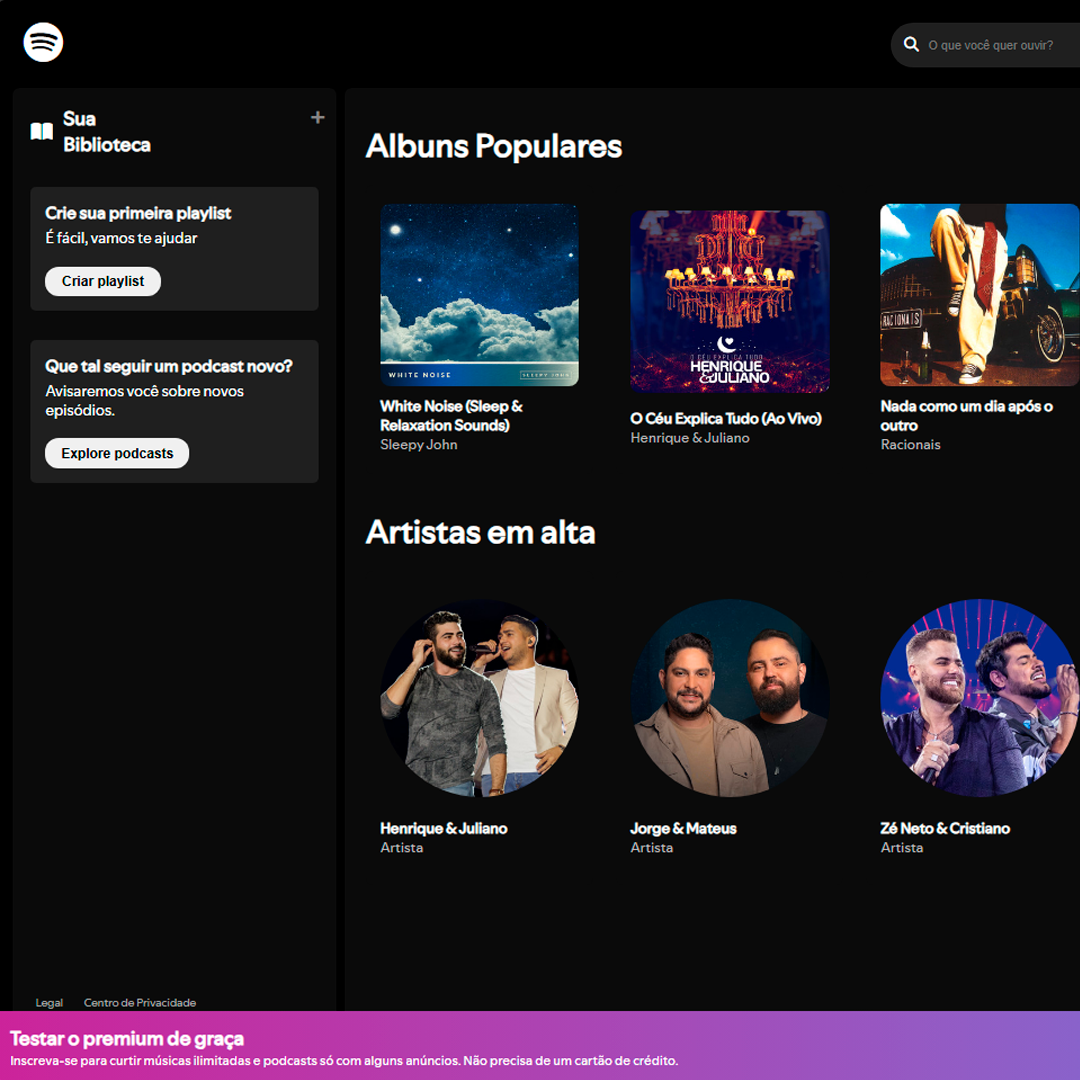 O que você quer ouvir?
Sua
Biblioteca
+
Crie sua primeira playlist
É fácil, vamos te ajudar
Criar playlist
Que tal seguir um podcast novo?
Avisaremos você sobre novos
episódios.
Explore podcasts
Legal
Centro de Privacidade
Albuns Populares
WHITE NOISE
SLEEPY JOHN
White Noise (Sleep &
Relaxation Sounds)
Sleepy John
O CÉU EXPLICA TUDO
HENRIQUE
&JULIANO
O Céu Explica Tudo (Ao Vivo)
Henrique & Juliano
RACIONAIS
Nada como um dia após o
outro
Racionais
Artistas em alta
Henrique & Juliano
Artista
Jorge & Mateus
Artista
Zé Neto & Cristiano
Artista
Testar o premium de graça
Inscreva-se para curtir músicas ilimitadas e podcasts só com alguns anúncios. Não precisa de um cartão de crédito.